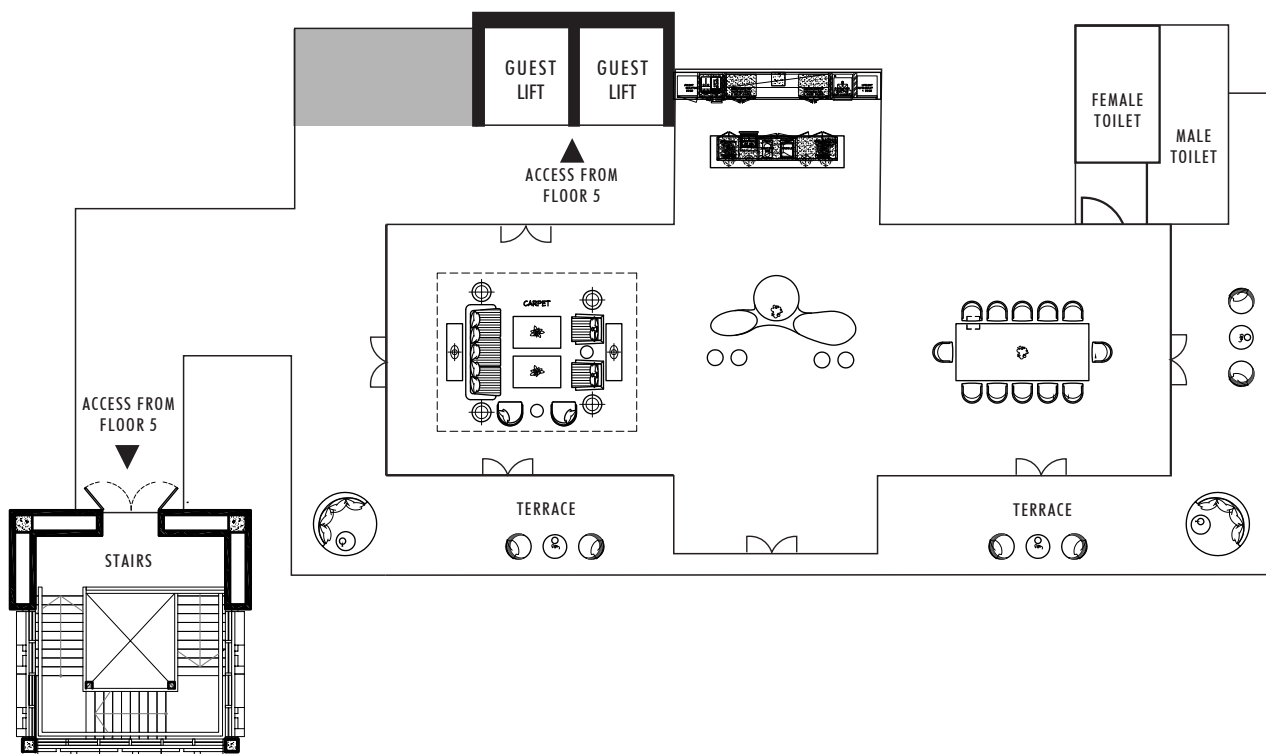 GUEST
LIFT
GUEST
LIFT
ACCESS FROM
FLOOR 5
FEMALE
TOILET
MALE
TOILET
CARPET
ACCESS FROM
FLOOR 5
TERRACE
TERRACE
STAIRS